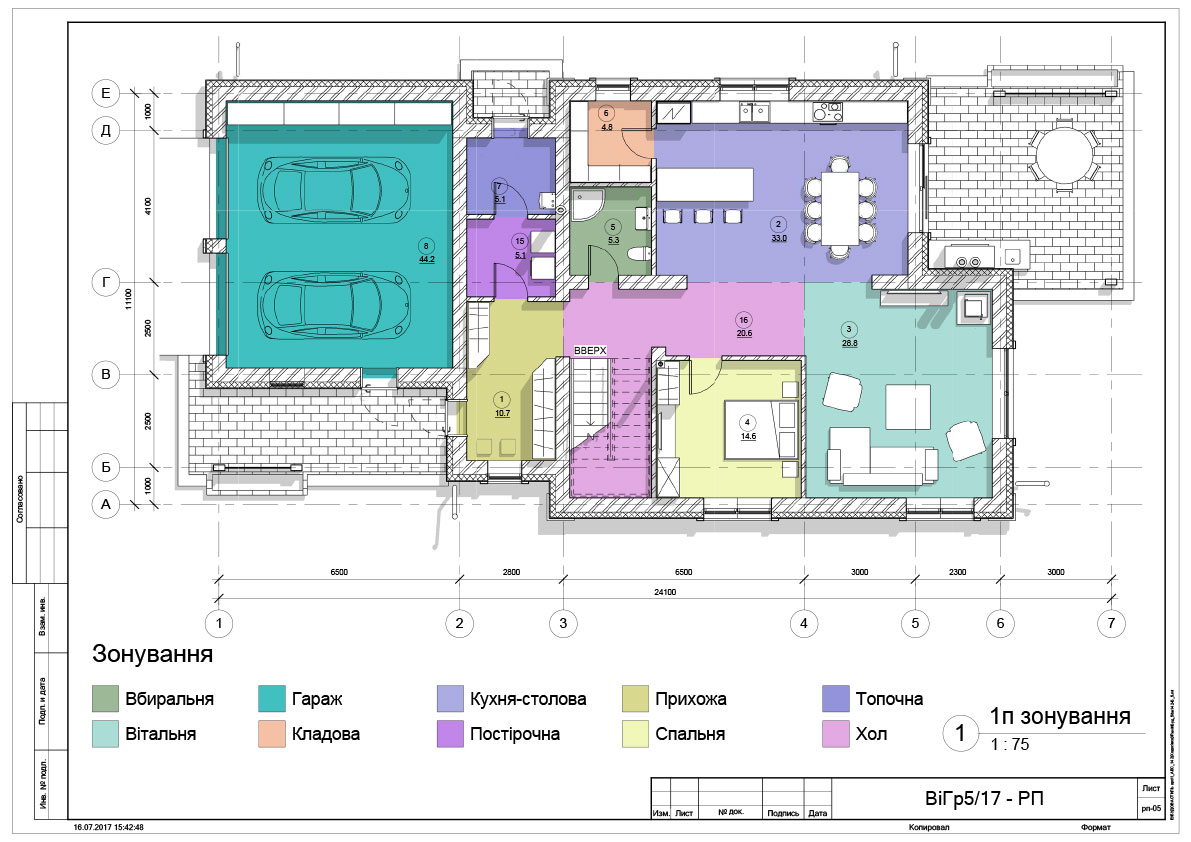 Е
Д
Г
В
Б
А
1000
4100
2500
2500
1000
11100
6
4.8
7
5.1
15
5.1
5
5.3
2
33.0
8
44.2
16
20.6
3
28.8
ВВЕРХ
1
10.7
4
14.6
6500 2800 6500 3000 2300 3000
24100
1 2 3 4 5 6 7
Зонування
Вбиральня Гараж Кухня-столова Прихожа Топочна
Вітальня Кладова Постірочна Спальня Хол
1 1п зонування
1 : 75
Согласовано
Взам. инв.
Подп. и дата
Инв. № подл.
Изм. Лист № док. Подпись Дата
ВіГр5/17 - РП
Лист
рп-05
16.07.2017 15:42:48 Копировал Формат